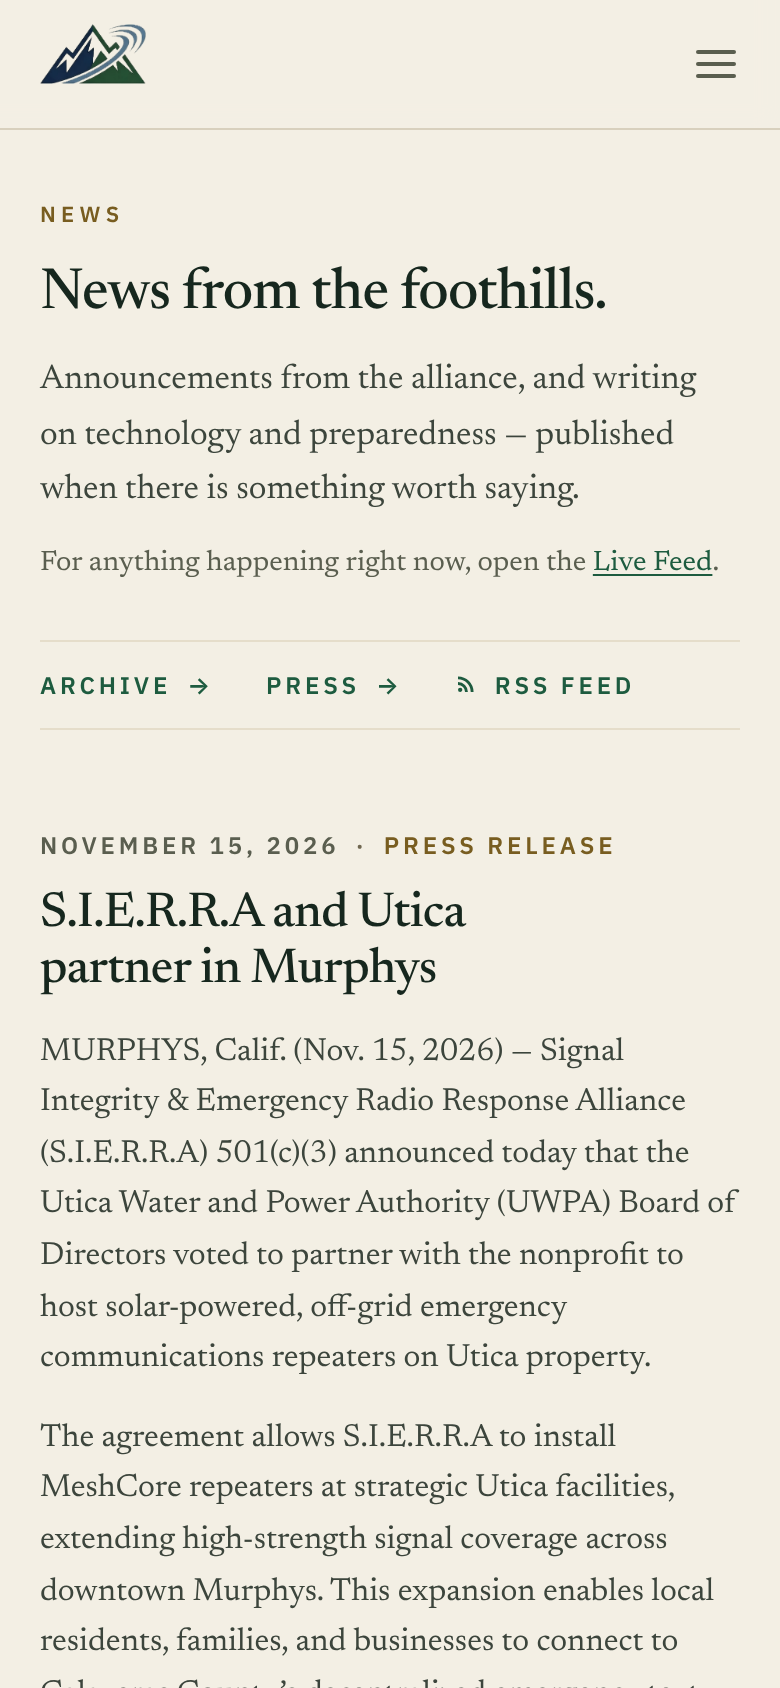 NEWS
News from the foothills.
Announcements from the alliance, and writing
on technology and preparedness — published
when there is something worth saying.
For anything happening right now, open the Live Feed.
ARCHIVE → PRESS → RSS FEED
NOVEMBER 15, 2026 · PRESS RELEASE
S.I.E.R.R.A and Utica
partner in Murphys
MURPHYS, Calif. (Nov. 15, 2026) — Signal
Integrity & Emergency Radio Response Alliance
(S.I.E.R.R.A) 501(c)(3) announced today that the
Utica Water and Power Authority (UWPA) Board of
Directors voted to partner with the nonprofit to
host solar-powered, off-grid emergency
communications repeaters on Utica property.
The agreement allows S.I.E.R.R.A to install
MeshCore repeaters at strategic Utica facilities,
extending high-strength signal coverage across
downtown Murphys. This expansion enables local
residents, families, and businesses to connect to